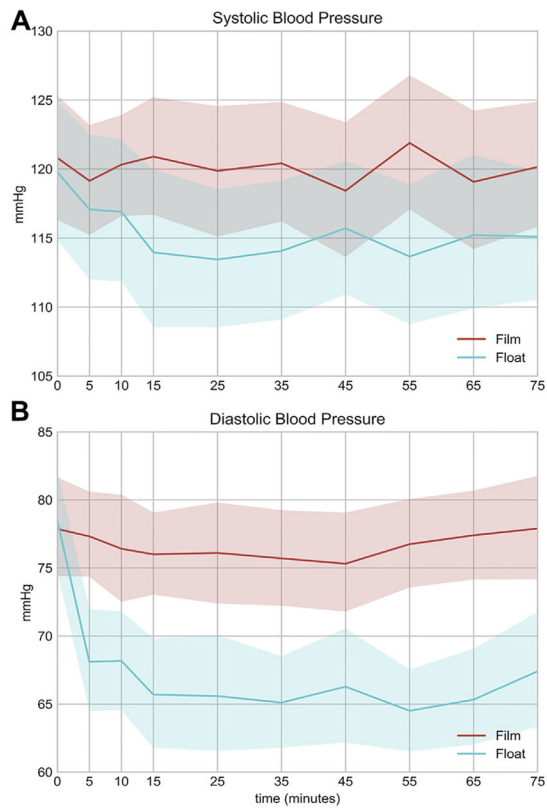 A
Systolic Blood Pressure
130
125
120
115
110
105
mmHg
Film
Float
0 5 10 15 25 35 45 55 65 75
B
Diastolic Blood Pressure
85
80
75
70
65
60
mmHg
Film
Float
0 5 10 15 25 35 45 55 65 75
time (minutes)